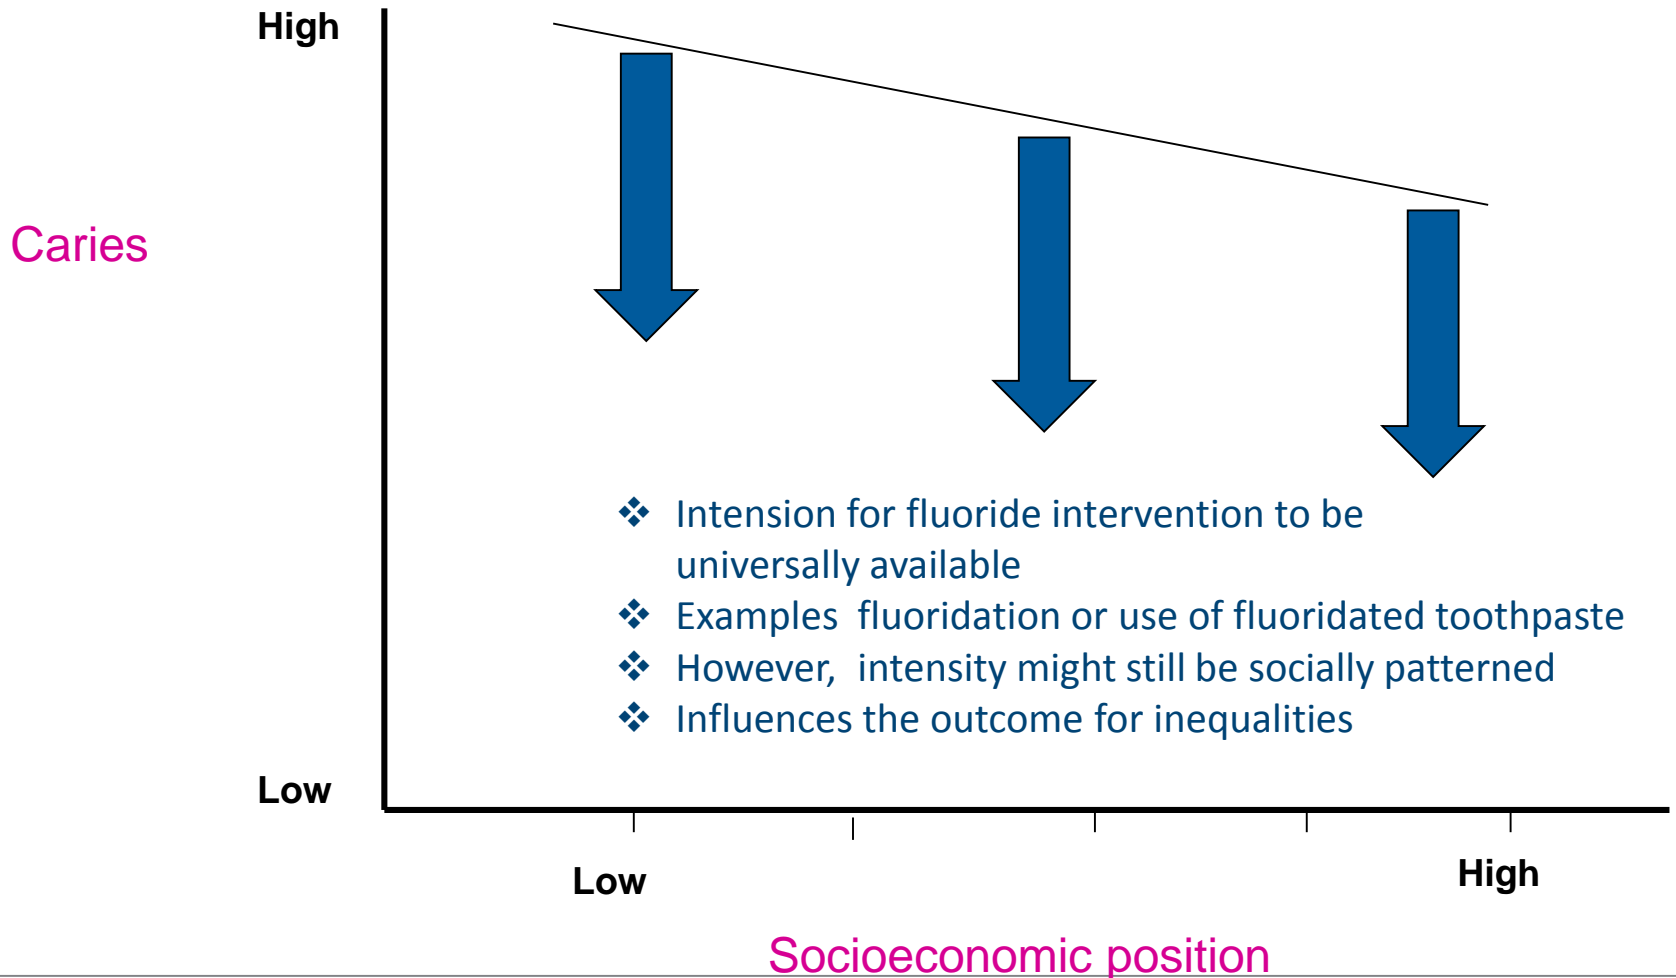 High
Caries
❖ Intension for fluoride intervention to be
universally available
❖ Examples  fluoridation or use of fluoridated toothpaste
❖ However,  intensity might still be socially patterned
❖ Influences the outcome for inequalities
Low
Low
High
Socioeconomic position